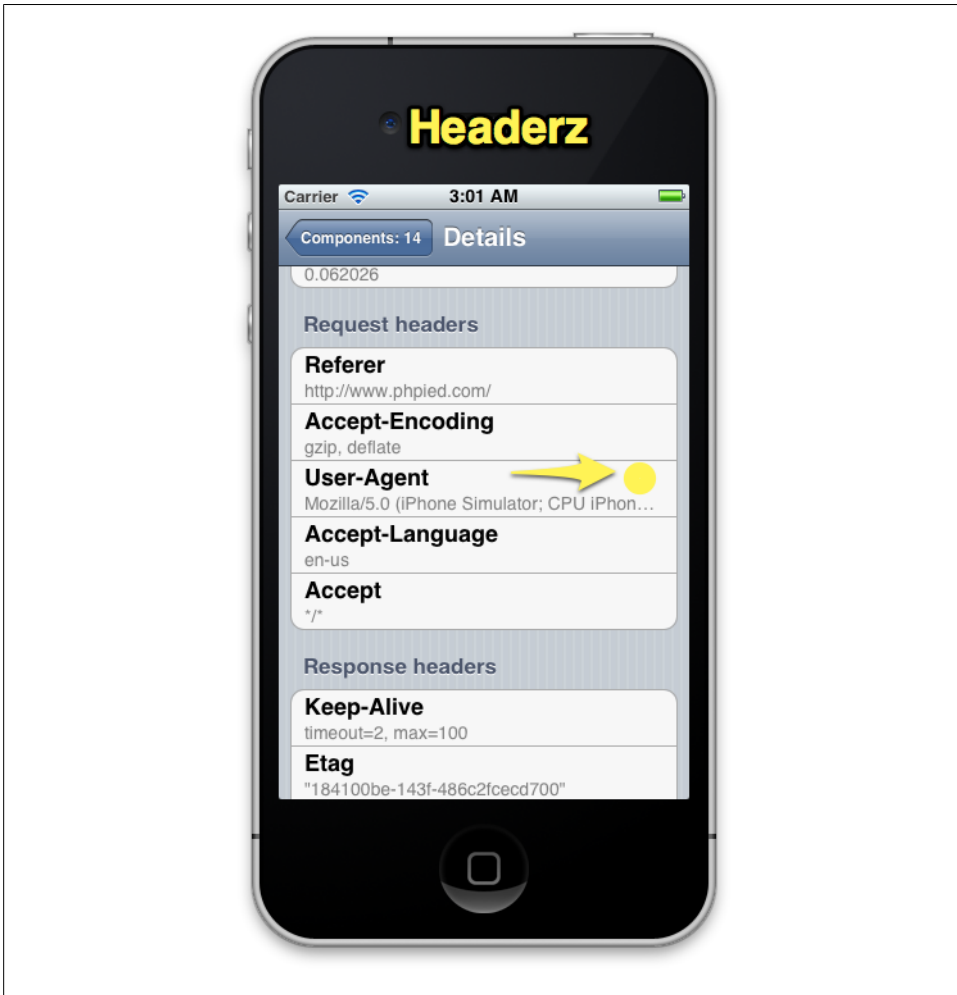 Headerz
Carrier 3:01 AM
Components: 14 Details
0.062026
Request headers
Referer
http://www.phpied.com/
Accept-Encoding
gzip, deflate
User-Agent
Mozilla/5.0 (iPhone Simulator; CPU iPhon...
Accept-Language
en-us
Accept
*/*
Response headers
Keep-Alive
timeout=2, max=100
Etag
"184100be-143f-486c2fcecd700"